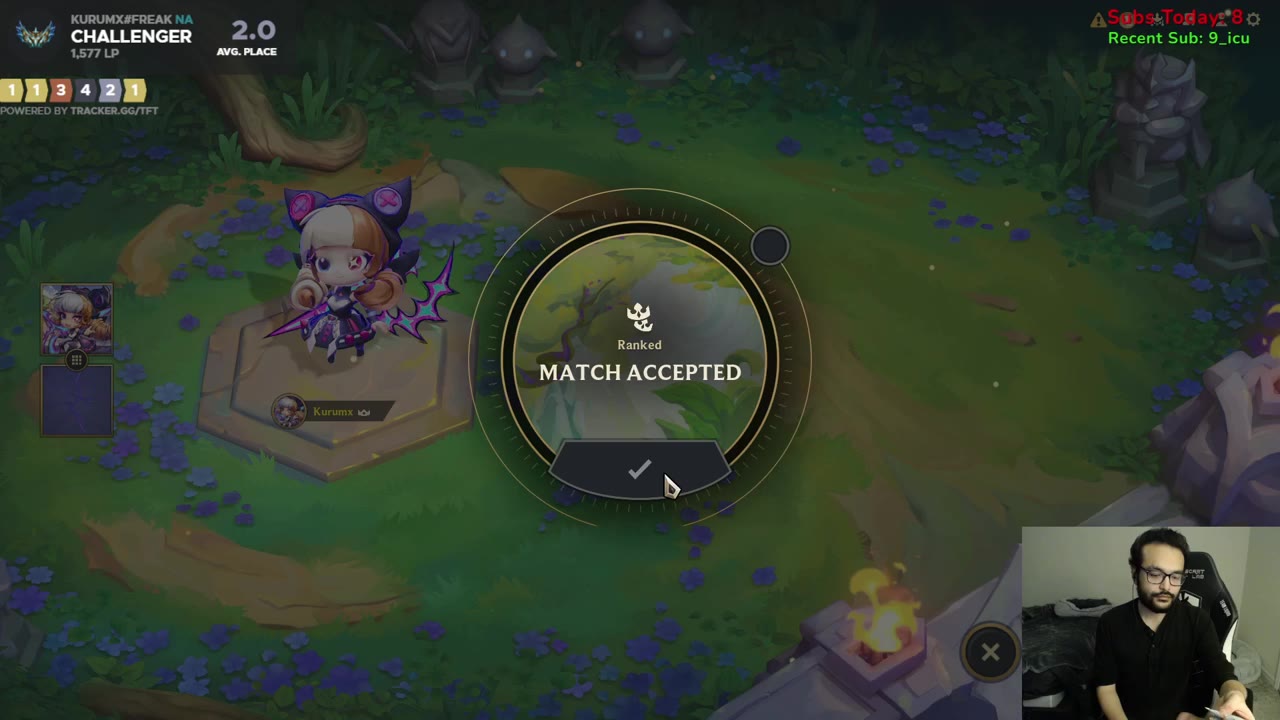 KURUMX#FREAK NA
CHALLENGER
1,577 LP
2.0
AVG. PLACE
1 1 3 4 2 1
POWERED BY TRACKER.GG/TFT
Subs Today: 8
Recent Sub: 9_icu
Ranked
MATCH ACCEPTED
Kurumx